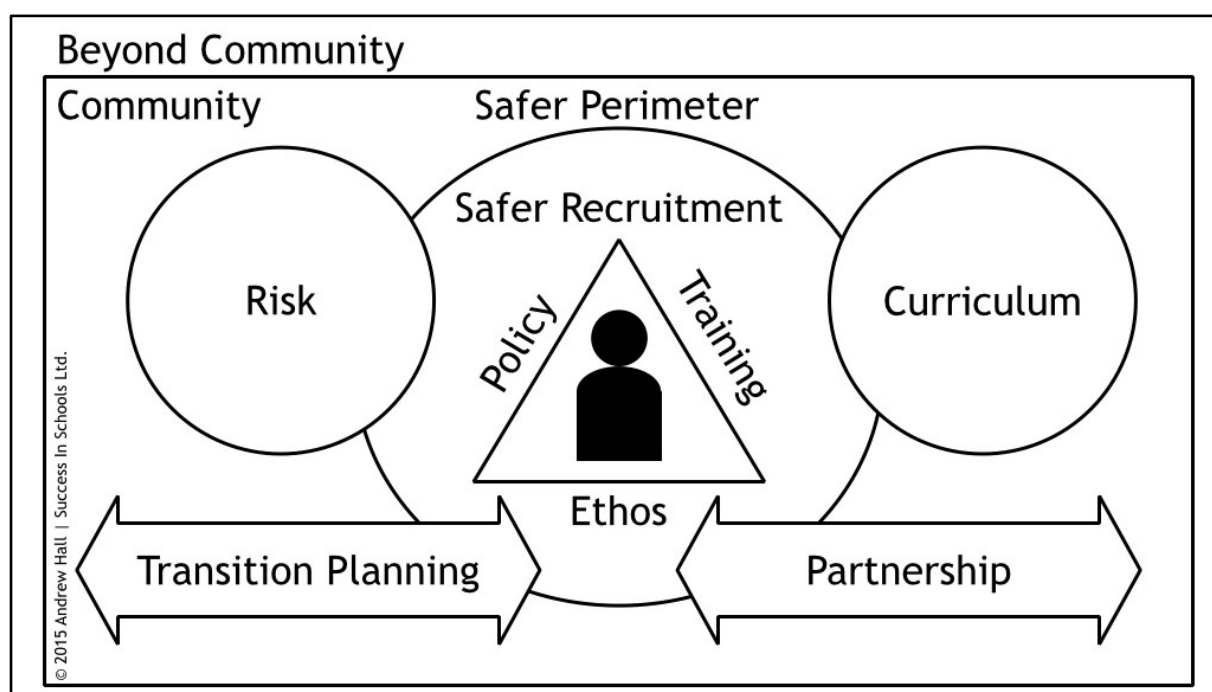 Beyond Community
Community
Safer Perimeter
Safer Recruitment
Risk
Policy
Training
Curriculum
Ethos
Transition Planning
Partnership
© 2015 Andrew Hall | Success In Schools Ltd.